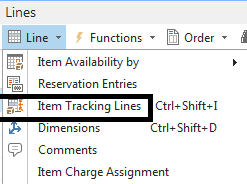 Lines
Line Functions Order
Item Availability by
Reservation Entries
Item Tracking Lines Ctrl+Shift+I
Dimensions Ctrl+Shift+D
Comments
Item Charge Assignment